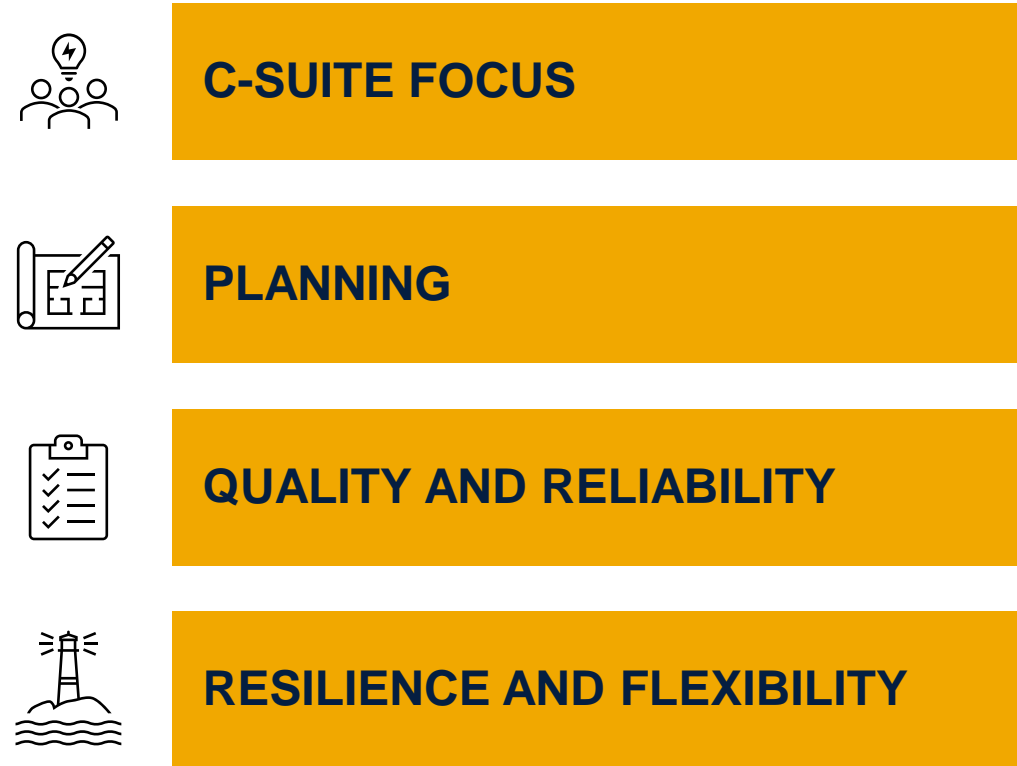 C-SUITE FOCUS
PLANNING
QUALITY AND RELIABILITY
RESILIENCE AND FLEXIBILITY